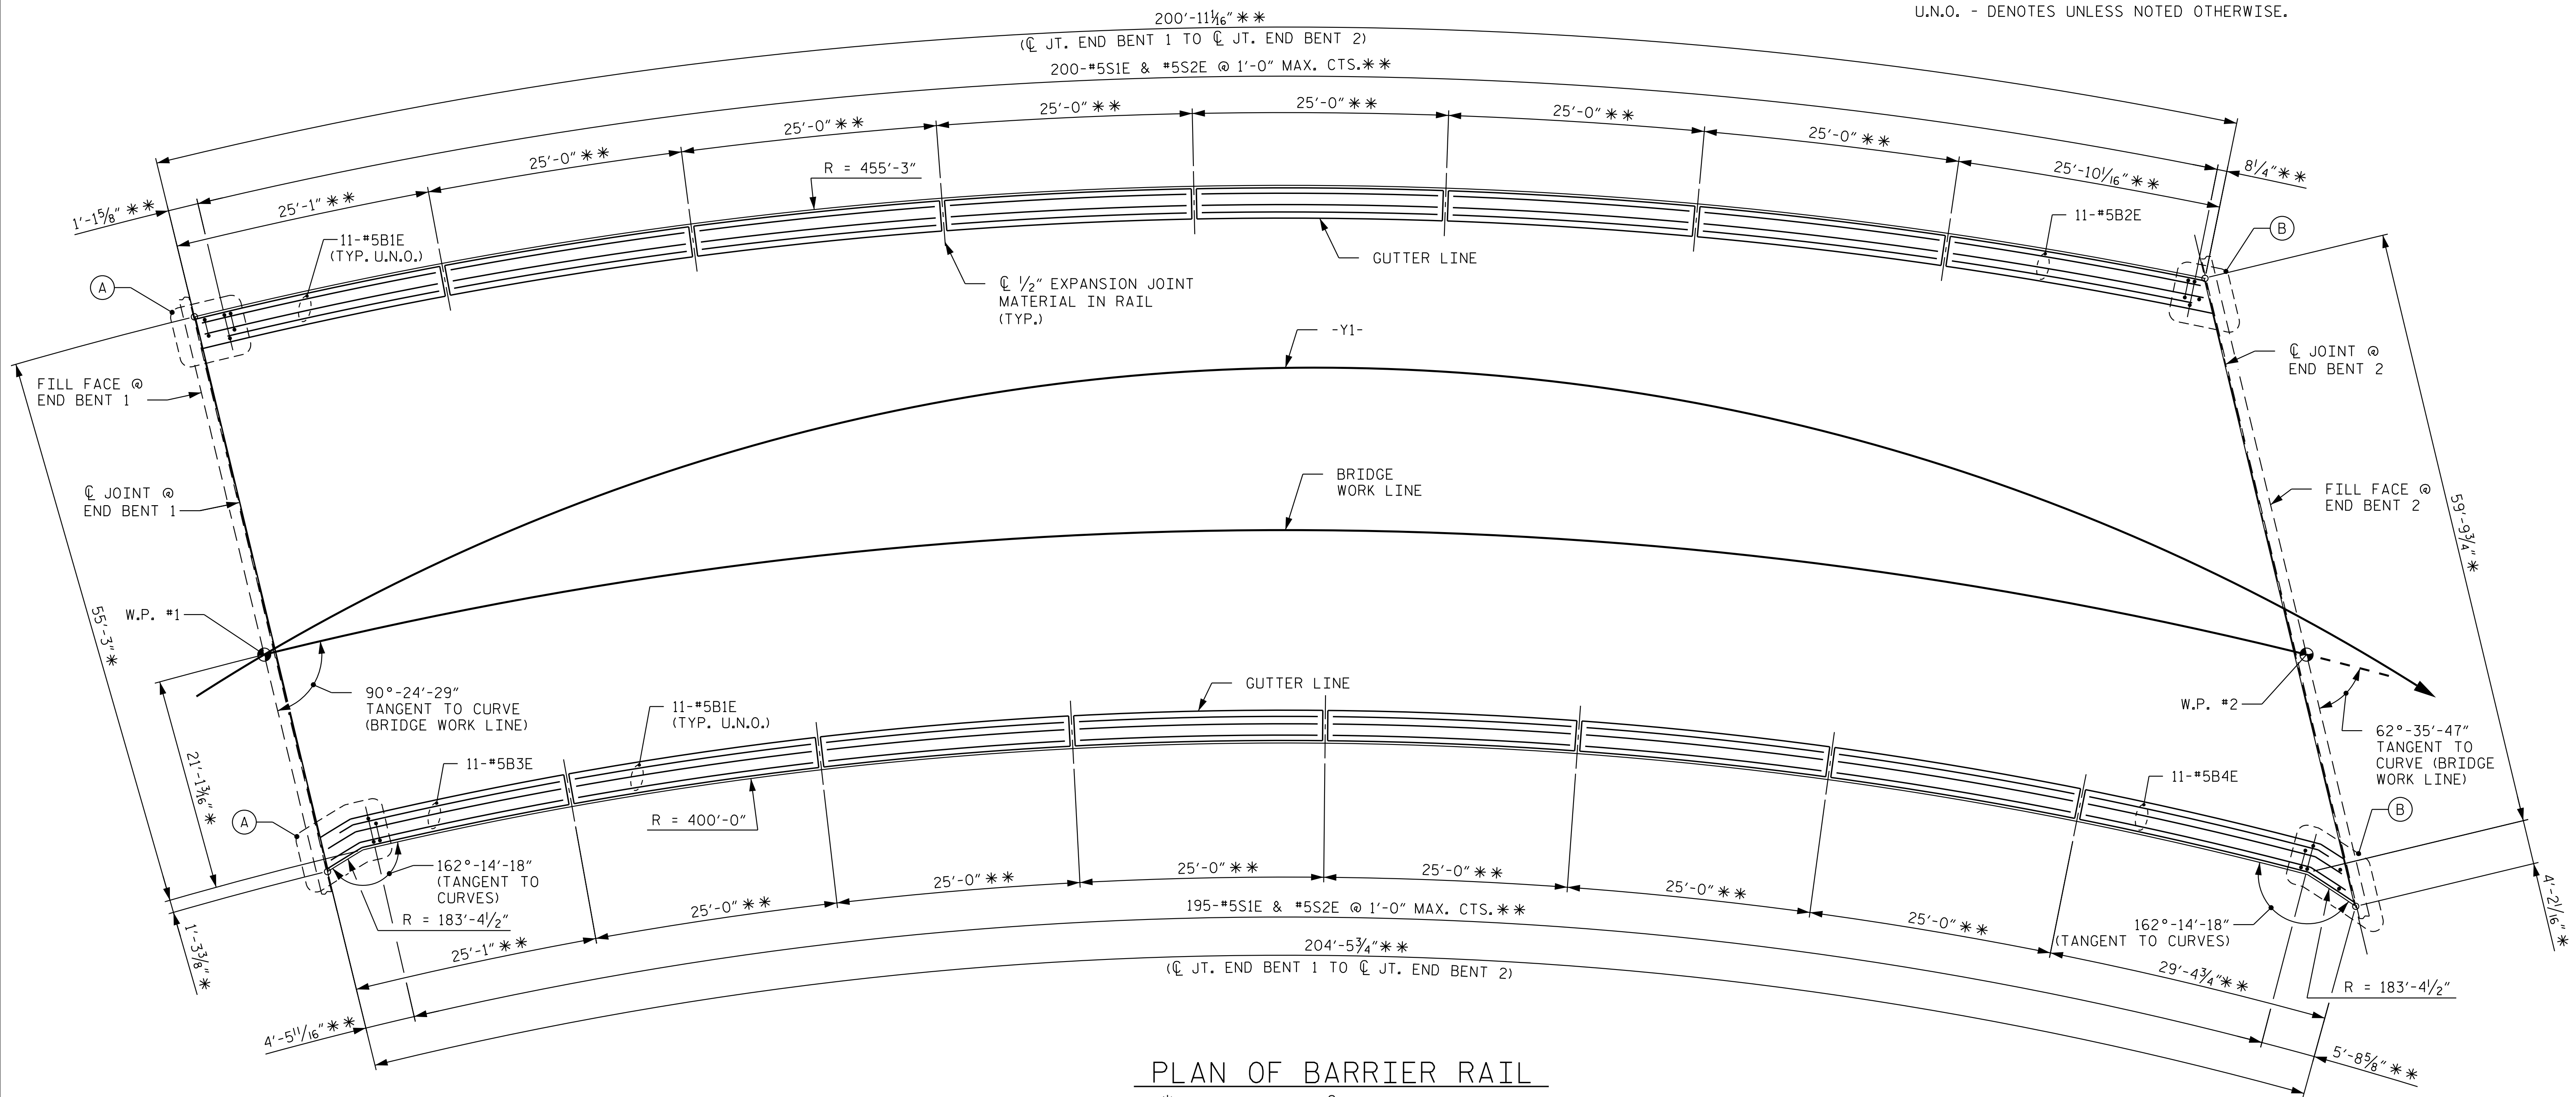 U.N.O. - DENOTES UNLESS NOTED OTHERWISE.
200'-11 1/16" **
(℄ JT. END BENT 1 TO ℄ JT. END BENT 2)
200-#5S1E & #5S2E @ 1'-0" MAX. CTS.**
1'-1 5/8" **
25'-1" **
25'-0" **
25'-0" **
25'-0" **
25'-0" **
25'-0" **
25'-0" **
25'-10 1/16" **
8 1/4" **
R = 455'-3"
11-#5B1E
(TYP. U.N.O.)
11-#5B2E
A
B
GUTTER LINE
℄ 1/2" EXPANSION JOINT
MATERIAL IN RAIL
(TYP.)
-Y1-
FILL FACE @
END BENT 1
℄ JOINT @
END BENT 2
℄ JOINT @
END BENT 1
BRIDGE
WORK LINE
FILL FACE @
END BENT 2
59'-9 3/4" *
55'-3" *
W.P. #1
90°-24'-29"
TANGENT TO CURVE
(BRIDGE WORK LINE)
W.P. #2
62°-35'-47"
TANGENT TO
CURVE (BRIDGE
WORK LINE)
21'-1 3/16" *
GUTTER LINE
11-#5B1E
(TYP. U.N.O.)
11-#5B3E
11-#5B4E
A
B
R = 400'-0"
162°-14'-18"
(TANGENT TO
CURVES)
R = 183'-4 1/2"
1'-3 3/8" *
4'-2 1/16" *
162°-14'-18"
(TANGENT TO CURVES)
R = 183'-4 1/2"
25'-1" **
25'-0" **
25'-0" **
25'-0" **
25'-0" **
25'-0" **
25'-0" **
29'-4 3/4" **
195-#5S1E & #5S2E @ 1'-0" MAX. CTS.**
204'-5 3/4" **
(℄ JT. END BENT 1 TO ℄ JT. END BENT 2)
4'-5 11/16" **
5'-8 5/8" **
PLAN OF BARRIER RAIL